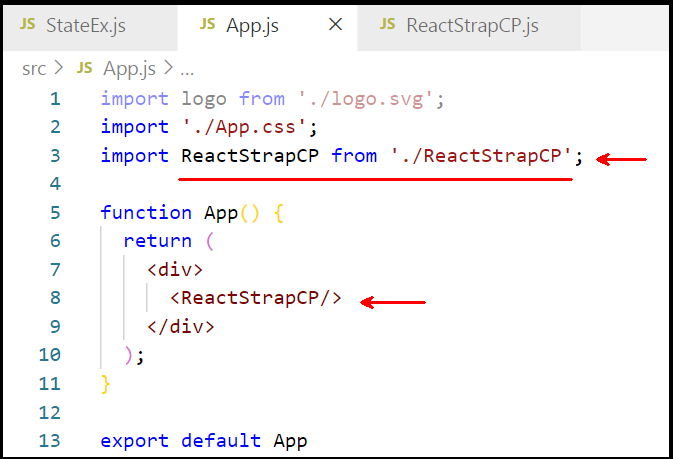 JS StateEx.js JS App.js × JS ReactStrapCP.js
src > JS App.js > ...
1 import logo from './logo.svg';
2 import './App.css';
3 import ReactStrapCP from './ReactStrapCP';
4
5 function App() {
6 return (
7 <div>
8 <ReactStrapCP/>
9 </div>
10 );
11 }
12
13 export default App